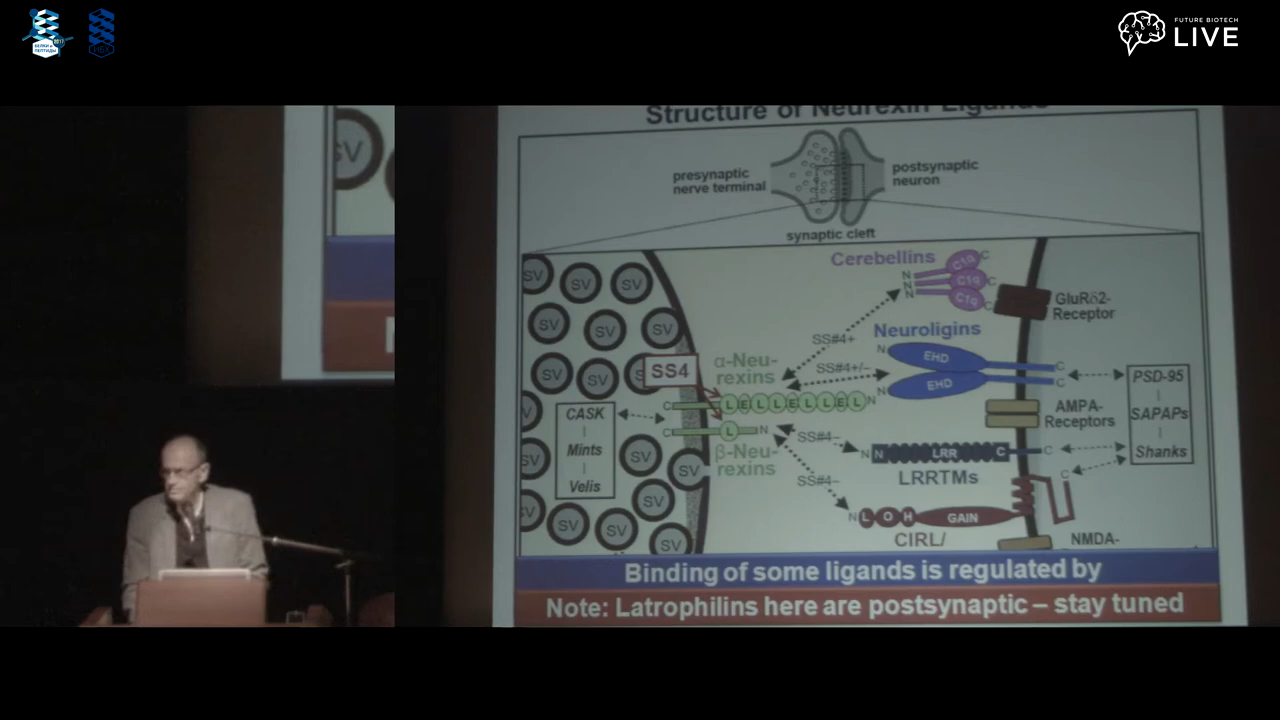 БЕЛКИ и
ПЕПТИДЫ
2017
ИБХ
FUTURE BIOTECH
LIVE
SV
Structure of Neurexin Ligands
presynaptic
nerve terminal
postsynaptic
neuron
synaptic cleft
SV
SV
SV
SV
SV
SV
SV
SV
S
V
SV
SV
SV
SV
SV
SV
SV
SV
SV
SS4
CASK
Mints
Velis
C
C
α-Neu-
rexins
L E L L E L L E L N
L N
β-Neu-
rexins
Cerebellins
N
N
N
C1q C
C1q
C1q C
GluRδ2-
Receptor
SS#4+
Neuroligins
SS#4+/–
N
EHD
N
EHD
C
C
PSD-95
SAPAPs
Shanks
AMPA-
Receptors
SS#4–
N N LRR C C
LRRTMs
SS#4–
C
N L O H GAIN
CIRL/
NMDA-
Binding of some ligands is regulated by
Note: Latrophilins here are postsynaptic – stay tuned